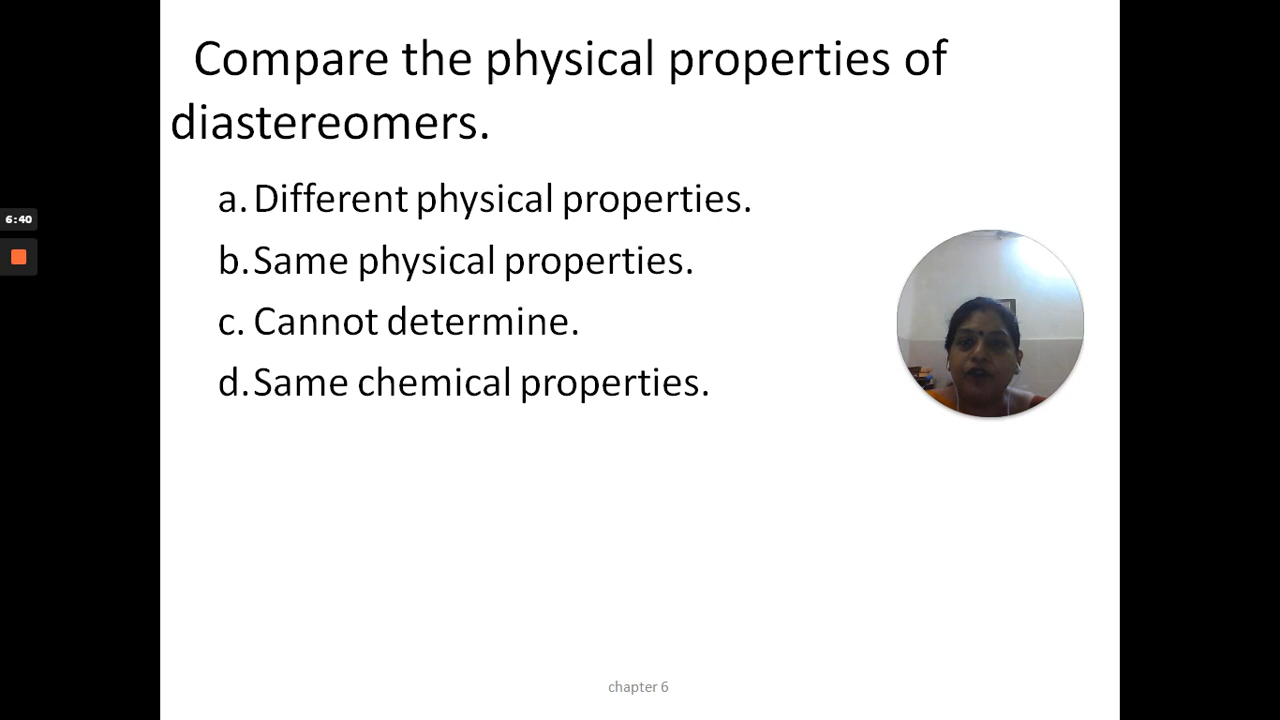 Compare the physical properties of
diastereomers.
a. Different physical properties.
b. Same physical properties.
c. Cannot determine.
d. Same chemical properties.
6:40
chapter 6